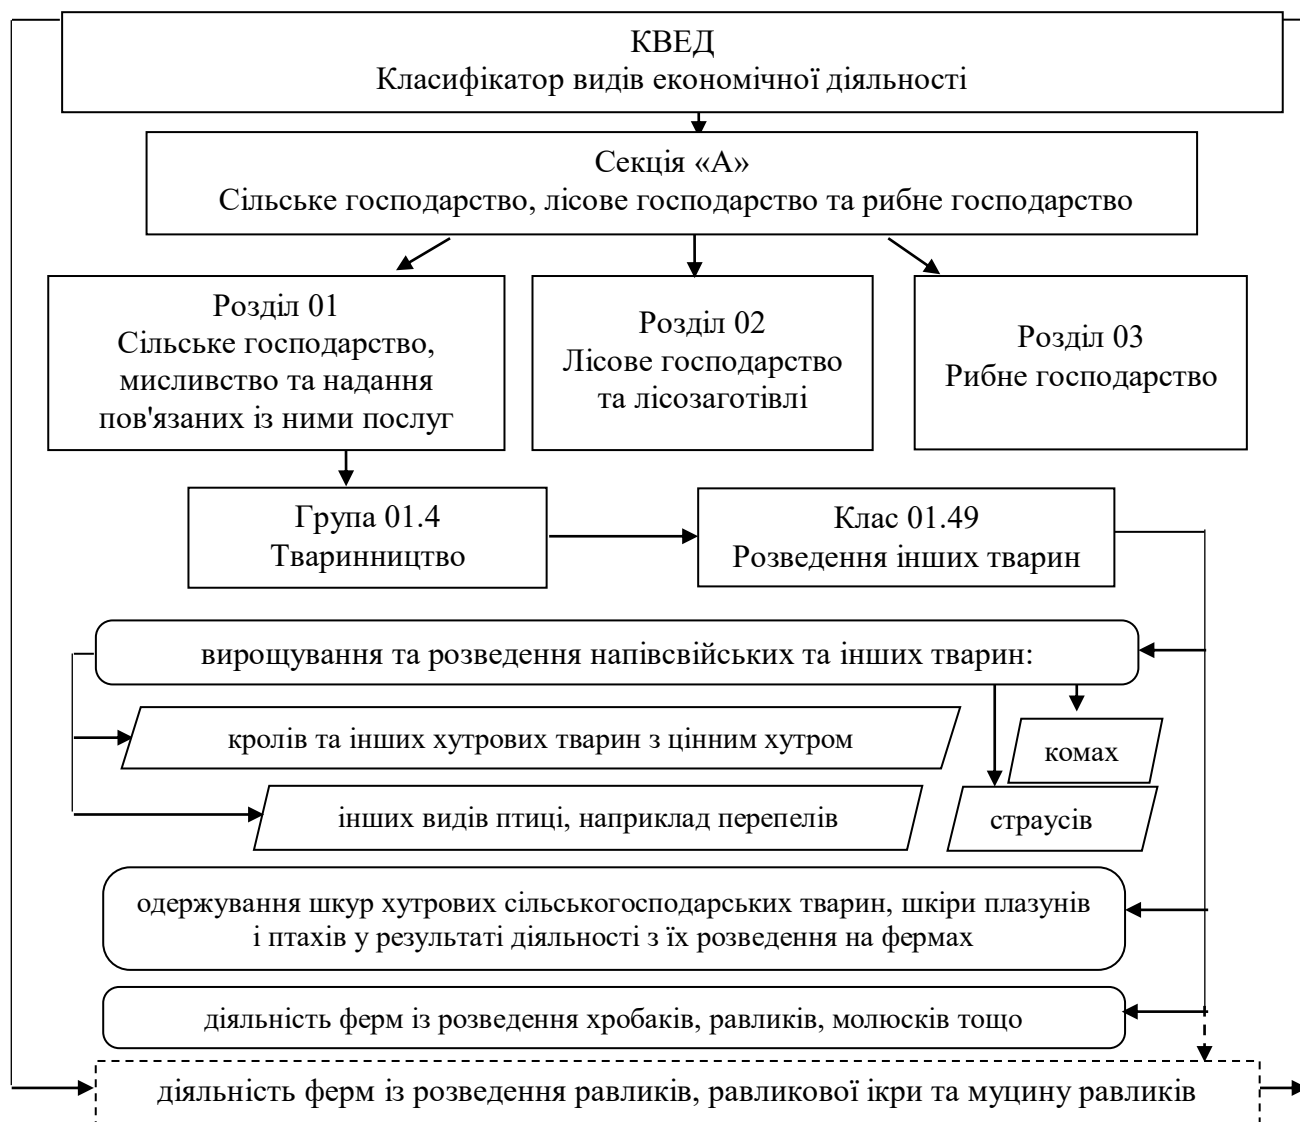 КВЕД
Класифікатор видів економічної діяльності
Секція «А»
Сільське господарство, лісове господарство та рибне господарство
Розділ 01
Сільське господарство,
мисливство та надання
пов'язаних із ними послуг
Розділ 02
Лісове господарство
та лісозаготівлі
Розділ 03
Рибне господарство
Група 01.4
Тваринництво
Клас 01.49
Розведення інших тварин
вирощування та розведення напівсвійських та інших тварин:
кролів та інших хутрових тварин з цінним хутром
комах
інших видів птиці, наприклад перепелів
страусів
одержування шкур хутрових сільськогосподарських тварин, шкіри плазунів
і птахів у результаті діяльності з їх розведення на фермах
діяльність ферм із розведення хробаків, равликів, молюсків тощо
діяльність ферм із розведення равликів, равликової ікри та муцину равликів